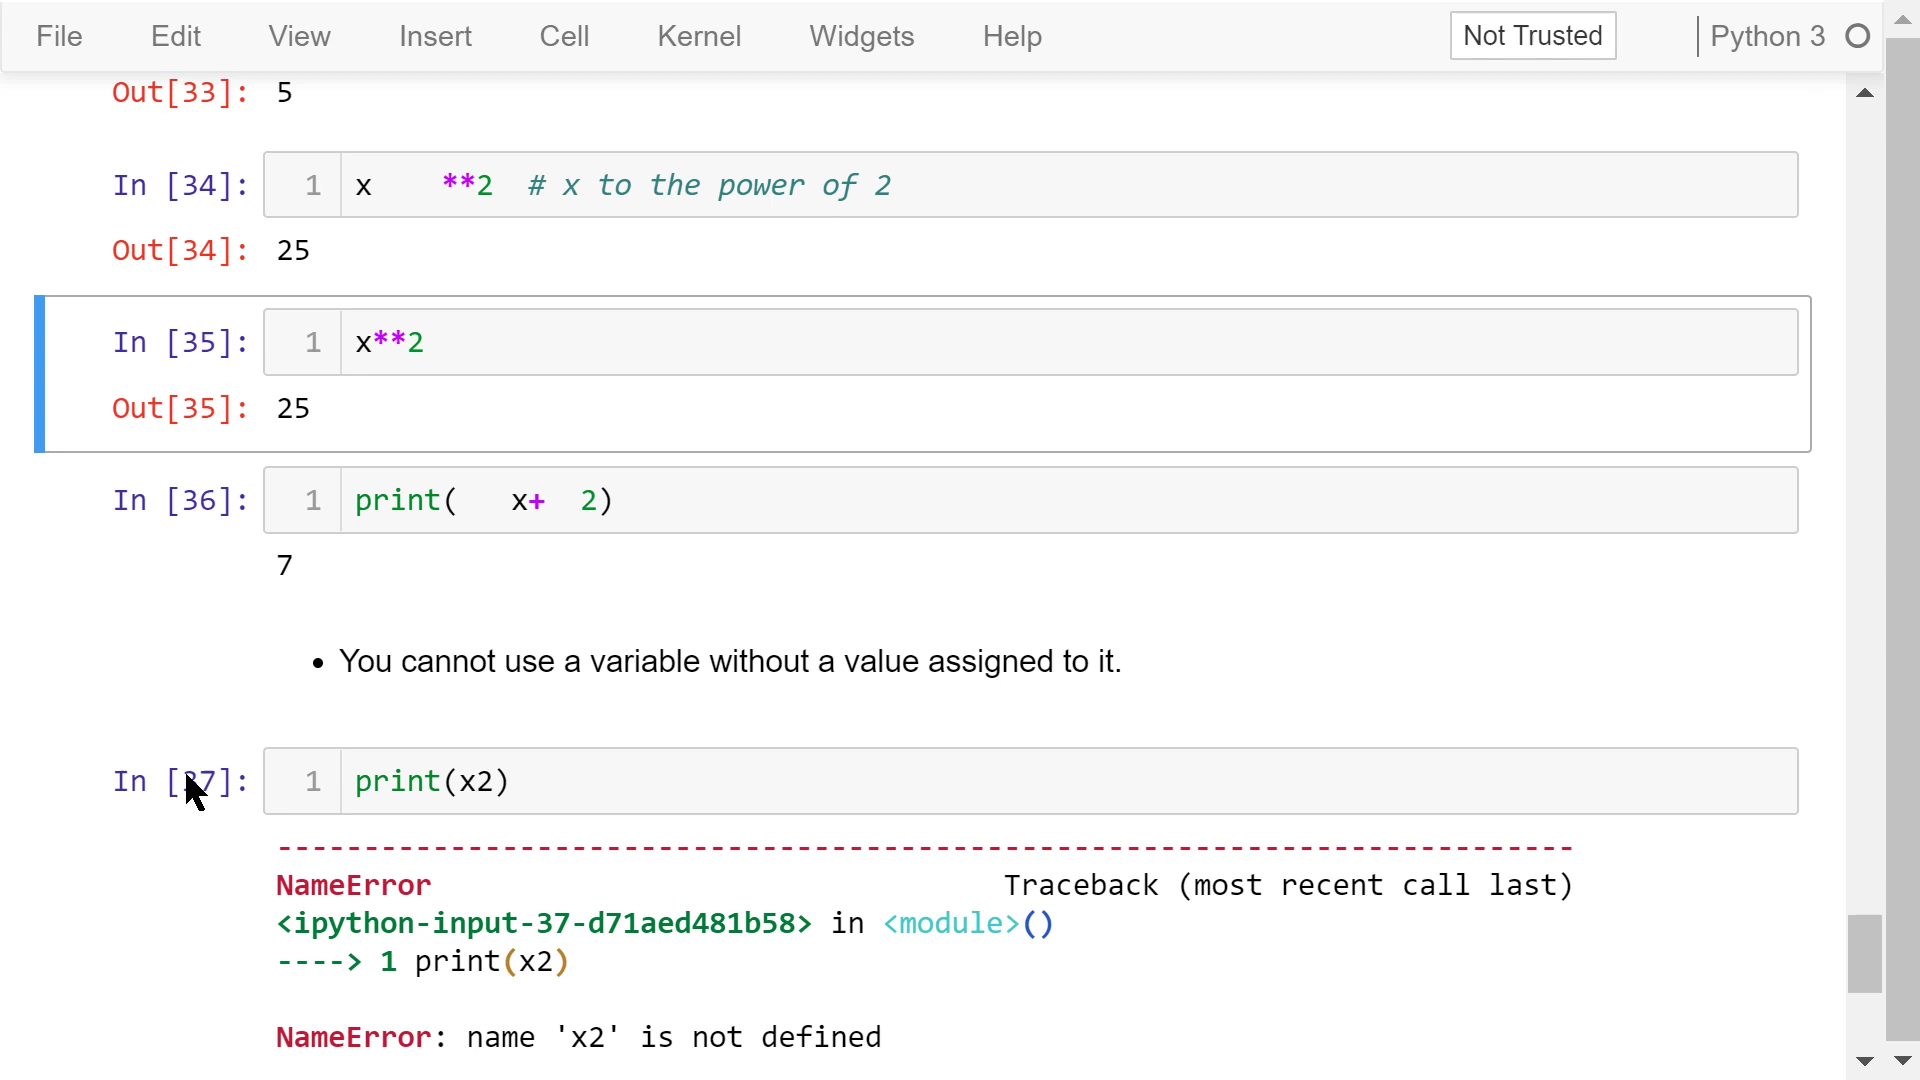 File Edit View Insert Cell Kernel Widgets Help Not Trusted Python 3
Out[33]: 5
In [34]: 1 x    **2  # x to the power of 2
Out[34]: 25
In [35]: 1 x**2
Out[35]: 25
In [36]: 1 print(   x+  2)
7
• You cannot use a variable without a value assigned to it.
In [37]: 1 print(x2)
---------------------------------------------------------------------------
NameError                                 Traceback (most recent call last)
<ipython-input-37-d71aed481b58> in <module>()
----> 1 print(x2)
NameError: name 'x2' is not defined